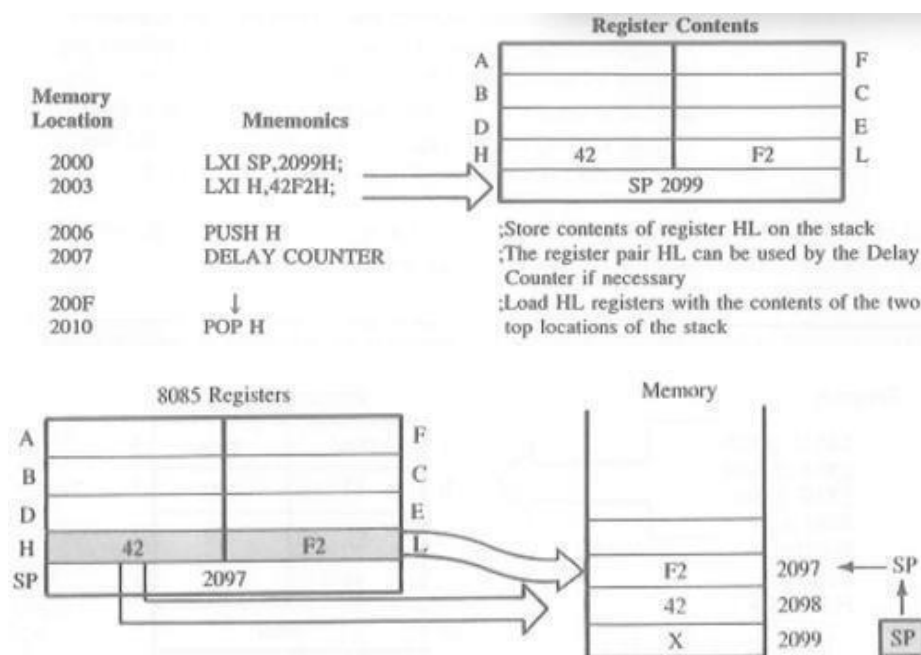 Register Contents
A F
B C
D E
H 42 F2 L
SP 2099
Memory
Location Mnemonics
2000 LXI SP,2099H;
2003 LXI H,42F2H;
2006 PUSH H
2007 DELAY COUNTER
200F ↓
2010 POP H
;Store contents of register HL on the stack
;The register pair HL can be used by the Delay
Counter if necessary
;Load HL registers with the contents of the two
top locations of the stack
8085 Registers
A F
B C
D E
H 42 F2 L
SP 2097
Memory
F2 2097 SP
42 2098
X 2099 SP